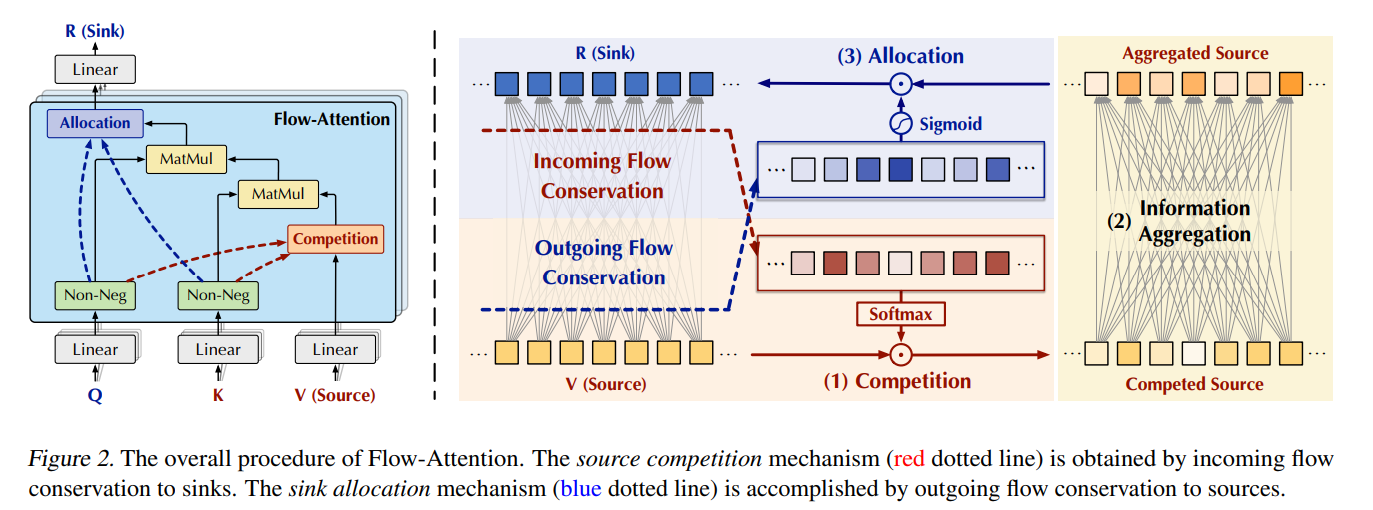 R (Sink)
Linear
Allocation
Flow-Attention
MatMul
MatMul
Competition
Non-Neg
Non-Neg
Linear
Linear
Linear
Q
K
V (Source)
R (Sink)
(3) Allocation
Aggregated Source
...
...
...
...
Sigmoid
Incoming Flow
Conservation
...
...
(2) Information
Aggregation
Outgoing Flow
Conservation
...
...
Softmax
...
...
...
...
V (Source)
(1) Competition
Competed Source
Figure 2. The overall procedure of Flow-Attention. The source competition mechanism (red dotted line) is obtained by incoming flow
conservation to sinks. The sink allocation mechanism (blue dotted line) is accomplished by outgoing flow conservation to sources.